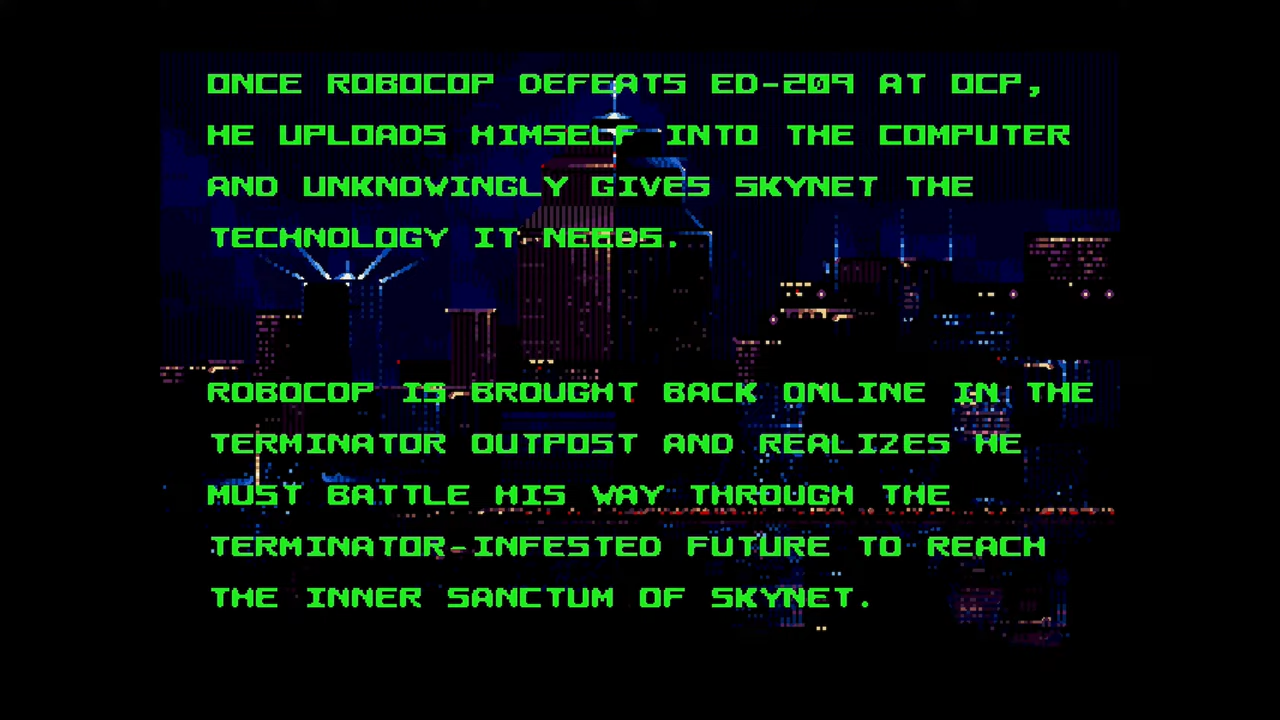 ONCE ROBOCOP DEFEATS ED-209 AT OCP,
HE UPLOADS HIMSELF INTO THE COMPUTER
AND UNKNOWINGLY GIVES SKYNET THE
TECHNOLOGY IT NEEDS.
ROBOCOP IS BROUGHT BACK ONLINE IN THE
TERMINATOR OUTPOST AND REALIZES HE
MUST BATTLE HIS WAY THROUGH THE
TERMINATOR-INFESTED FUTURE TO REACH
THE INNER SANCTUM OF SKYNET.